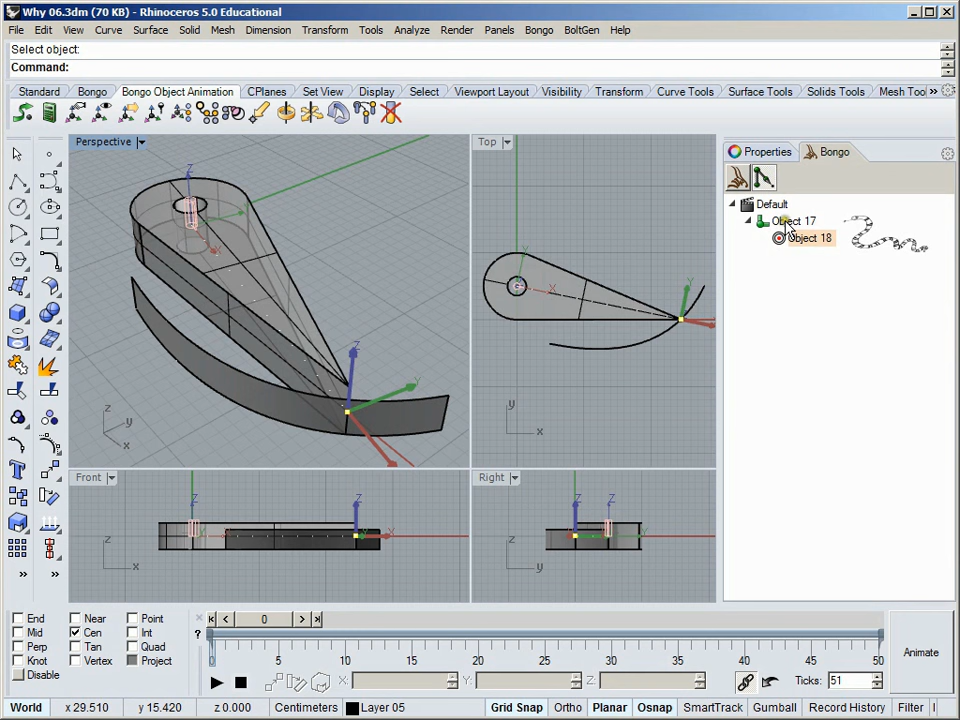 Why 06.3dm (70 KB) - Rhinoceros 5.0 Educational
File Edit View Curve Surface Solid Mesh Dimension Transform Tools Analyze Render Panels Bongo BoltGen Help
Select object:
Command:
Standard Bongo Bongo Object Animation CPlanes Set View Display Select Viewport Layout Visibility Transform Curve Tools Surface Tools Solids Tools Mesh Too »
Perspective
Top
Properties Bongo
Default
Object 17
Object 18
Z
Y
X
Z
Y
z
y
x
Y
X
Y
y
x
Front
Right
Z
Z
Y
X
z
x
Z
Z
z
y
» »
End Near Point
Mid Cen Int
Perp Tan Quad
Knot Vertex Project
Disable
?
0
0 5 10 15 20 25 30 35 40 45 50
X: Y: Z: Ticks: 51
Animate
World x 29.510 y 15.420 z 0.000 Centimeters Layer 05 Grid Snap Ortho Planar Osnap SmartTrack Gumball Record History Filter